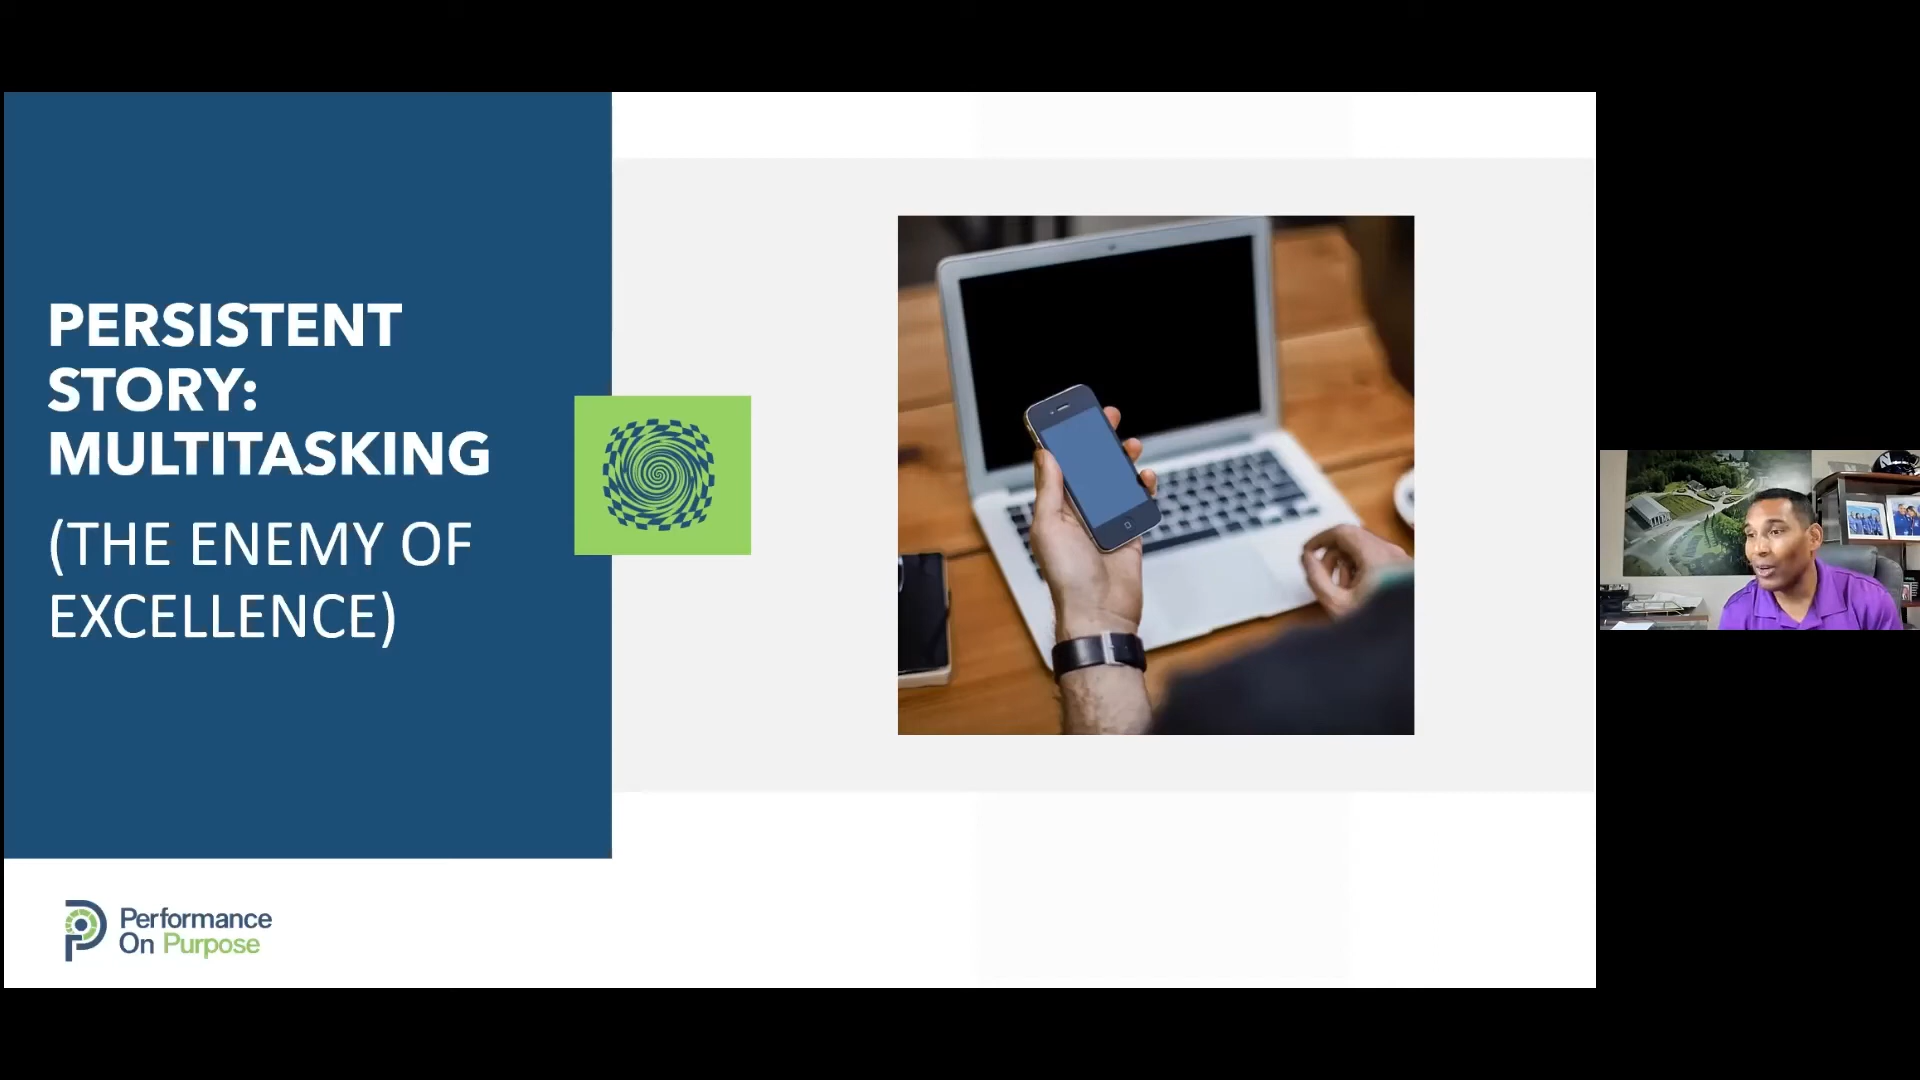 PERSISTENT
STORY:
MULTITASKING
(THE ENEMY OF
EXCELLENCE)
Performance
On Purpose